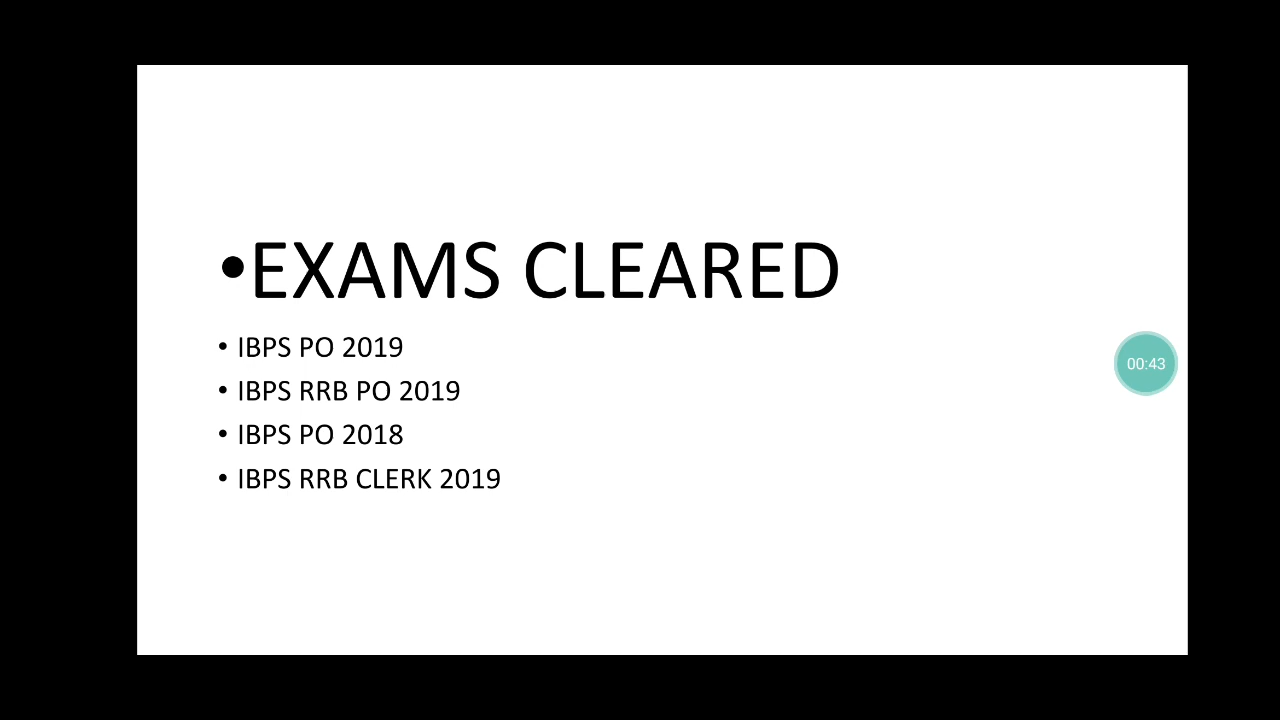 •EXAMS CLEARED
• IBPS PO 2019
• IBPS RRB PO 2019
• IBPS PO 2018
• IBPS RRB CLERK 2019
00:43